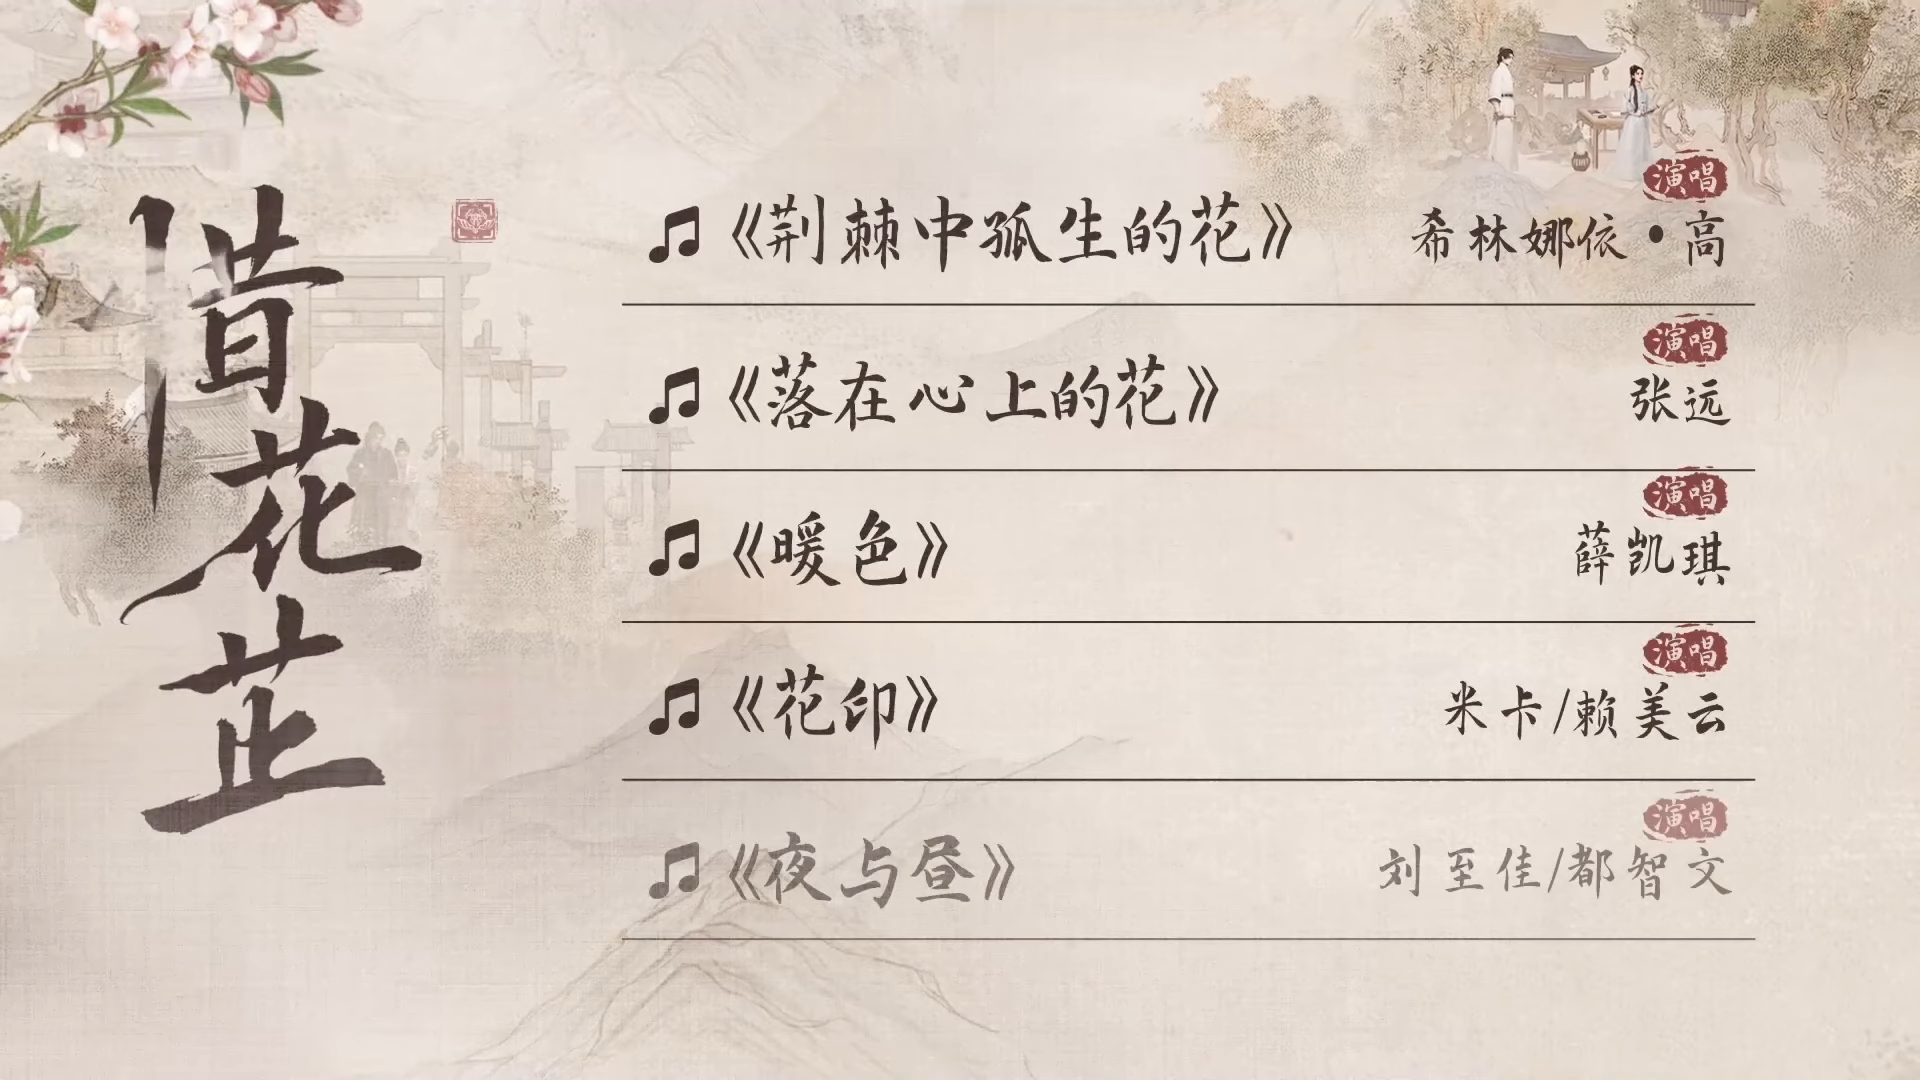 惜花芷
《荆棘中孤生的花》 演唱 希林娜依·高
《落在心上的花》 演唱 张远
《暖色》 演唱 薛凯琪
《花印》 演唱 米卡/赖美云
《夜与昼》 演唱 刘至佳/都智文